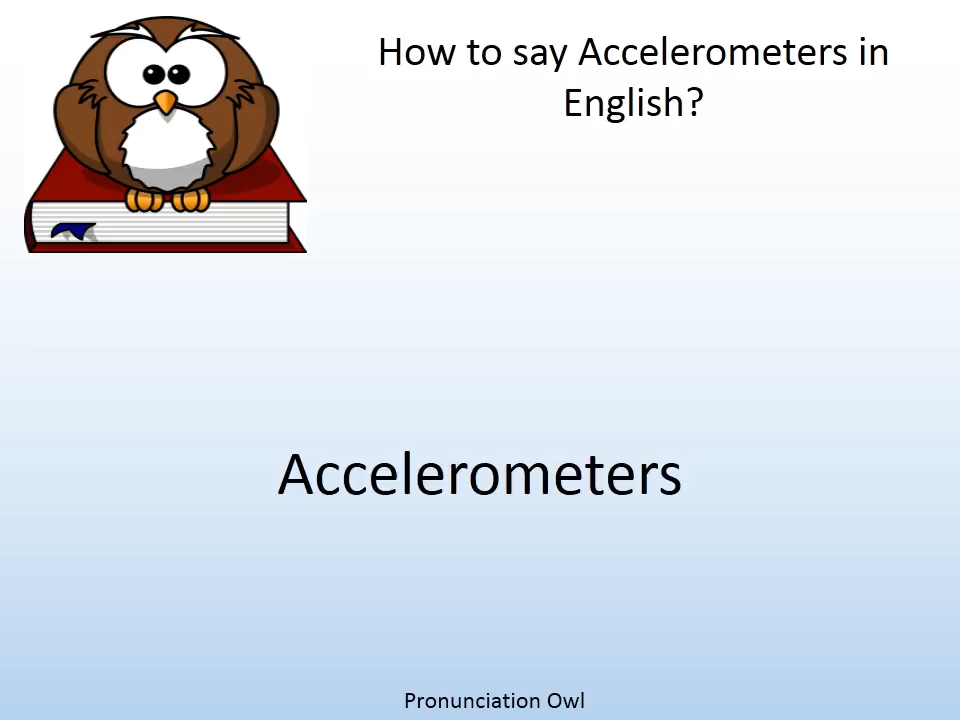 How to say Accelerometers in
English?
Accelerometers
Pronunciation Owl